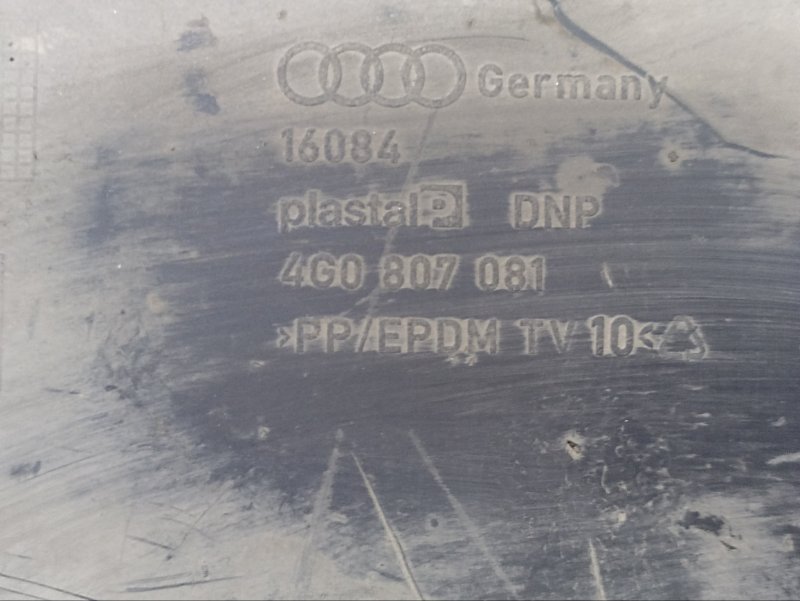 Germany
16084
plastal P DNP
4G0 807 081
>PP/EPDM TV 10<